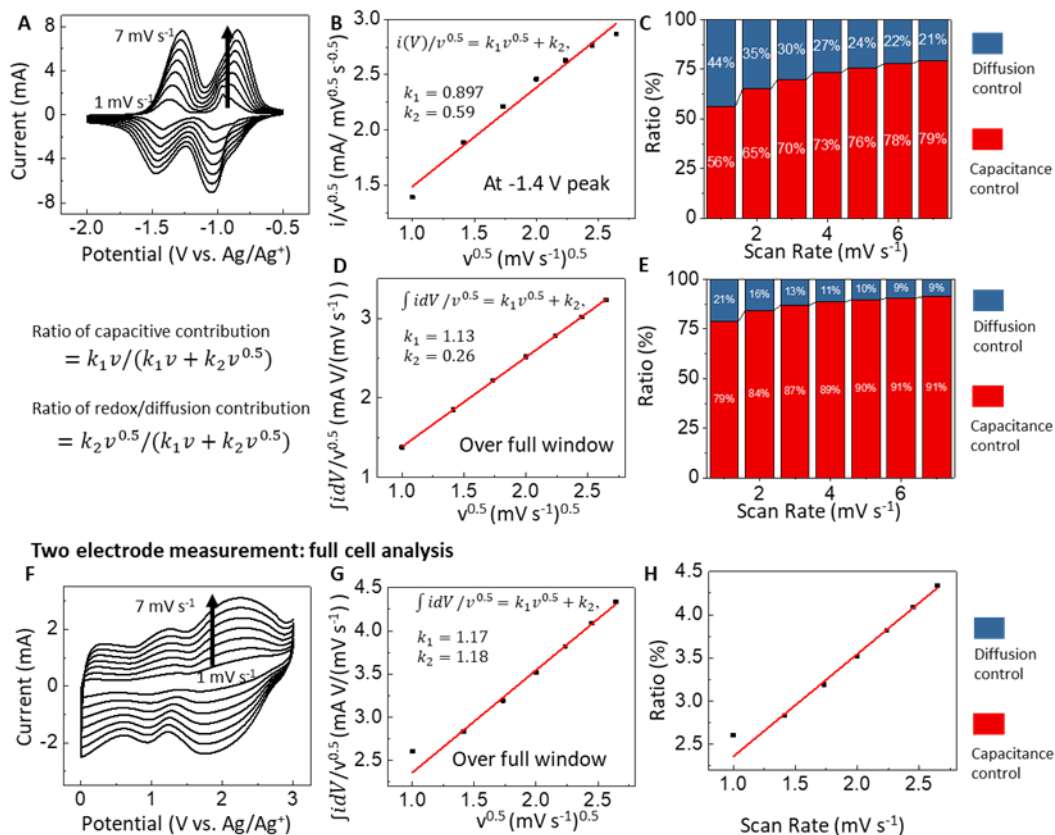 A
7 mV s⁻¹
1 mV s⁻¹
Current (mA)
8
4
0
-4
-8
-2.0
-1.5
-1.0
-0.5
Potential (V vs. Ag/Ag⁺)
B
i(V)/v^0.5 = k₁v^0.5 + k₂,
k₁ = 0.897
k₂ = 0.59
At -1.4 V peak
i/v^0.5 (mA/ mV^0.5 s^-0.5)
3.0
2.5
2.0
1.5
1.0
1.5
2.0
2.5
v^0.5 (mV s⁻¹)^0.5
C
Ratio (%)
100
75
50
25
0
44%
35%
30%
27%
24%
22%
21%
56%
65%
70%
73%
76%
78%
79%
2
4
6
Scan Rate (mV s⁻¹)
Diffusion
control
Capacitance
control
Ratio of capacitive contribution
= k₁v/(k₁v + k₂v^0.5)
Ratio of redox/diffusion contribution
= k₂v^0.5/(k₁v + k₂v^0.5)
D
∫idV/v^0.5 = k₁v^0.5 + k₂,
k₁ = 1.13
k₂ = 0.26
Over full window
∫idV/v^0.5 (mA V/(mV s⁻¹) )
3
2
1
1.0
1.5
2.0
2.5
v^0.5 (mV s⁻¹)^0.5
E
Ratio (%)
100
75
50
25
0
21%
16%
13%
11%
10%
9%
9%
79%
84%
87%
89%
90%
91%
91%
2
4
6
Scan Rate (mV s⁻¹)
Diffusion
control
Capacitance
control
Two electrode measurement: full cell analysis
F
7 mV s⁻¹
1 mV s⁻¹
Current (mA)
2
0
-2
0
1
2
3
Potential (V vs. Ag/Ag⁺)
G
∫idV/v^0.5 = k₁v^0.5 + k₂,
k₁ = 1.17
k₂ = 1.18
Over full window
∫idV/v^0.5 (mA V/(mV s⁻¹) )
4.5
4.0
3.5
3.0
2.5
1.0
1.5
2.0
2.5
v^0.5 (mV s⁻¹)^0.5
H
Ratio (%)
4.5
4.0
3.5
3.0
2.5
1.0
1.5
2.0
2.5
Scan Rate (mV s⁻¹)
Diffusion
control
Capacitance
control